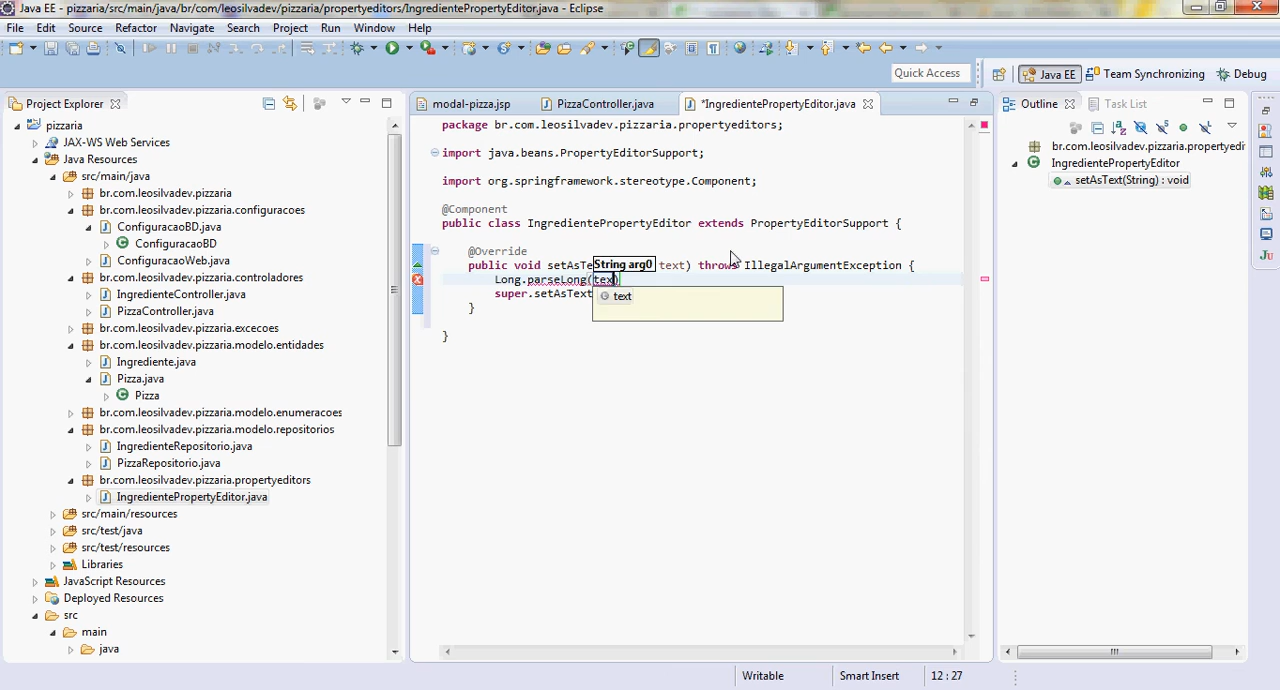 Java EE - pizzaria/src/main/java/br/com/leosilvadev/pizzaria/propertyeditors/IngredientePropertyEditor.java - Eclipse
File Edit Source Refactor Navigate Search Project Run Window Help
Quick Access
Java EE
Team Synchronizing
Debug
Project Explorer
pizzaria
JAX-WS Web Services
Java Resources
src/main/java
br.com.leosilvadev.pizzaria
br.com.leosilvadev.pizzaria.configuracoes
ConfiguracaoBD.java
ConfiguracaoBD
ConfiguracaoWeb.java
br.com.leosilvadev.pizzaria.controladores
IngredienteController.java
PizzaController.java
br.com.leosilvadev.pizzaria.excecoes
br.com.leosilvadev.pizzaria.modelo.entidades
Ingrediente.java
Pizza.java
Pizza
br.com.leosilvadev.pizzaria.modelo.enumeracoes
br.com.leosilvadev.pizzaria.modelo.repositorios
IngredienteRepositorio.java
PizzaRepositorio.java
br.com.leosilvadev.pizzaria.propertyeditors
IngredientePropertyEditor.java
src/main/resources
src/test/java
src/test/resources
Libraries
JavaScript Resources
Deployed Resources
src
main
java
modal-pizza.jsp
PizzaController.java
*IngredientePropertyEditor.java
package br.com.leosilvadev.pizzaria.propertyeditors;
import java.beans.PropertyEditorSupport;
import org.springframework.stereotype.Component;
@Component
public class IngredientePropertyEditor extends PropertyEditorSupport {
@Override
public void setAsTe String arg0 text) throws IllegalArgumentException {
Long.parseLong(tex)
super.setAsText
text
}
}
Outline
Task List
br.com.leosilvadev.pizzaria.propertyedi
IngredientePropertyEditor
setAsText(String) : void
Writable
Smart Insert
12 : 27